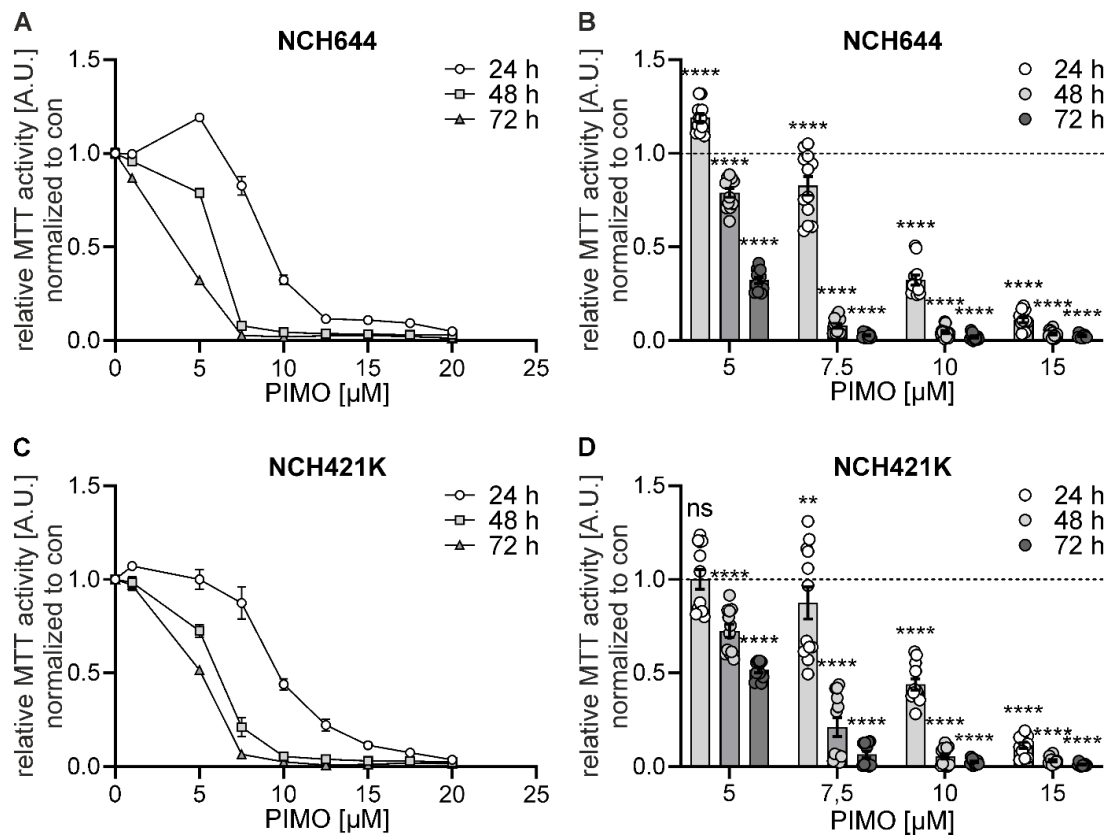 A
NCH644
relative MTT activity [A.U.]
normalized to con
1.5
1.0
0.5
0.0
0
5
10
15
20
25
PIMO [µM]
24 h
48 h
72 h
B
NCH644
relative MTT activity [A.U.]
normalized to con
1.5
1.0
0.5
0.0
****
****
****
****
****
****
****
****
****
****
****
****
5
7.5
10
15
PIMO [µM]
24 h
48 h
72 h
C
NCH421K
relative MTT activity [A.U.]
normalized to con
1.5
1.0
0.5
0.0
0
5
10
15
20
25
PIMO [µM]
24 h
48 h
72 h
D
NCH421K
relative MTT activity [A.U.]
normalized to con
1.5
1.0
0.5
0.0
ns
****
****
**
****
****
****
****
****
****
****
****
5
7,5
10
15
PIMO [µM]
24 h
48 h
72 h